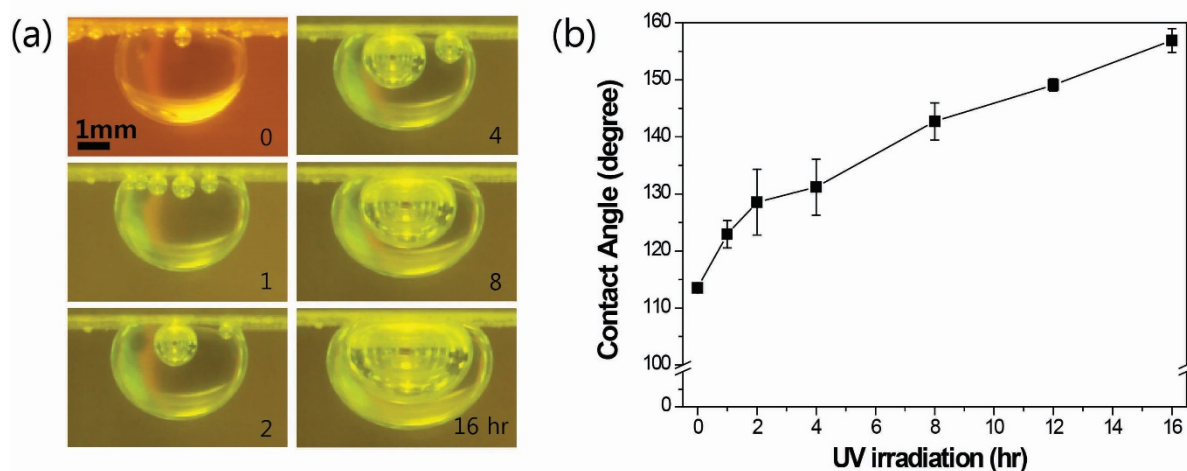 (a)
1mm
0
4
1
8
2
16 hr
(b)
Contact Angle (degree)
160
150
140
130
120
110
100
0
0 2 4 6 8 10 12 14 16
UV irradiation (hr)